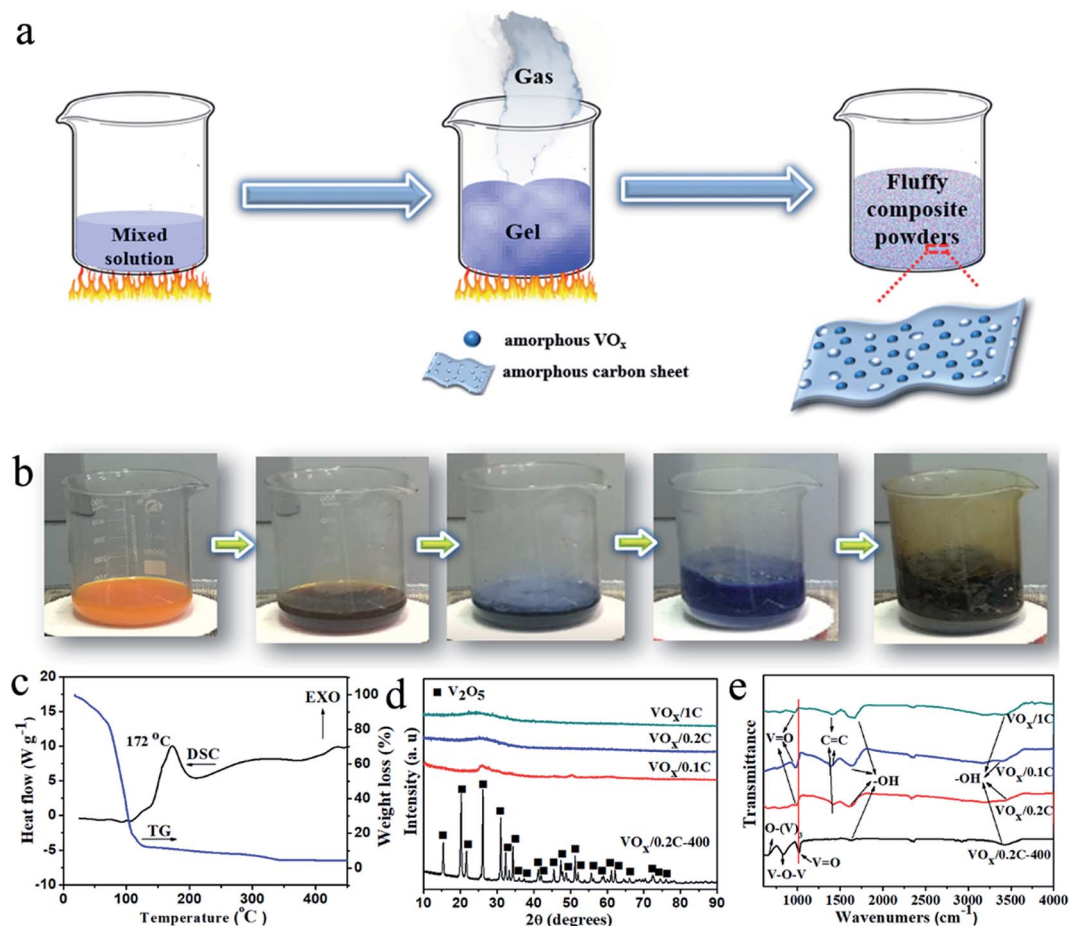 a
Gas
Mixed
solution
Gel
Fluffy
composite
powders
amorphous VOₓ
amorphous carbon sheet
b
c
20
15
10
5
0
-5
-10
Heat flow (W g⁻¹)
0
100
200
300
400
Temperature (°C)
100
80
60
40
20
10
0
Weight loss (%)
172 °C
DSC
TG
EXO
d
■ V₂O₅
VOₓ/1C
VOₓ/0.2C
VOₓ/0.1C
VOₓ/0.2C-400
Intensity (a. u)
10 20 30 40 50 60 70 80 90
2θ (degrees)
e
V=O
C=C
-OH
-OH
VOₓ/1C
VOₓ/0.1C
VOₓ/0.2C
VOₓ/0.2C-400
O-(V)₃
V-O-V
V=O
Transmittance
1000 1500 2000 2500 3000 3500 4000
Wavenumers (cm⁻¹)